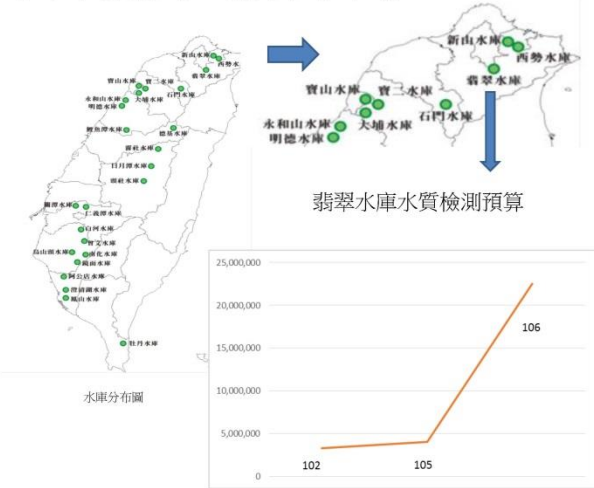 新山水庫
西勢水
翡翠水庫
寶山水庫
寶二水庫
石門水庫
大埔水庫
永和山水庫
明德水庫
鯉魚潭水庫
德基水庫
霧社水庫
日月潭水庫
頭社水庫
蘭潭水庫
仁義潭水庫
白河水庫
曾文水庫
烏山頭水庫
南化水庫
鏡面水庫
阿公店水庫
澄清湖水庫
鳳山水庫
牡丹水庫
水庫分布圖
新山水庫
西勢水庫
翡翠水庫
寶山水庫
寶二水庫
石門水庫
大埔水庫
永和山水庫
明德水庫
翡翠水庫水質檢測預算
25,000,000
20,000,000
15,000,000
10,000,000
5,000,000
0
102
105
106